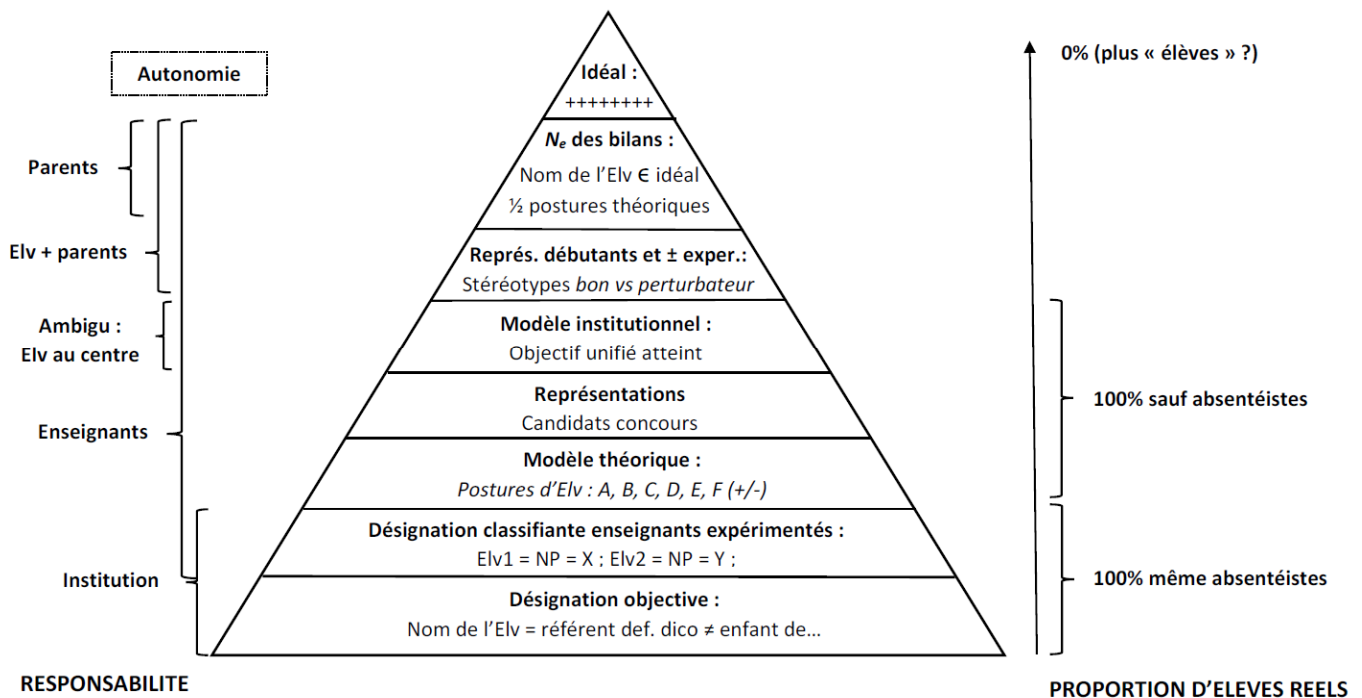 Autonomie
Parents
Elv + parents
Ambigu :
Elv au centre
Enseignants
Institution
RESPONSABILITE
Idéal :
++++++++
Ne des bilans :
Nom de l’Elv ϵ idéal
½ postures théoriques
Représ. débutants et ± exper.:
Stéréotypes bon vs perturbateur
Modèle institutionnel :
Objectif unifié atteint
Représentations
Candidats concours
Modèle théorique :
Postures d’Elv : A, B, C, D, E, F (+/-)
Désignation classifiante enseignants expérimentés :
Elv1 = NP = X ; Elv2 = NP = Y ;
Désignation objective :
Nom de l’Elv = référent def. dico ≠ enfant de…
0% (plus « élèves » ?)
100% sauf absentéistes
100% même absentéistes
PROPORTION D’ELEVES REELS